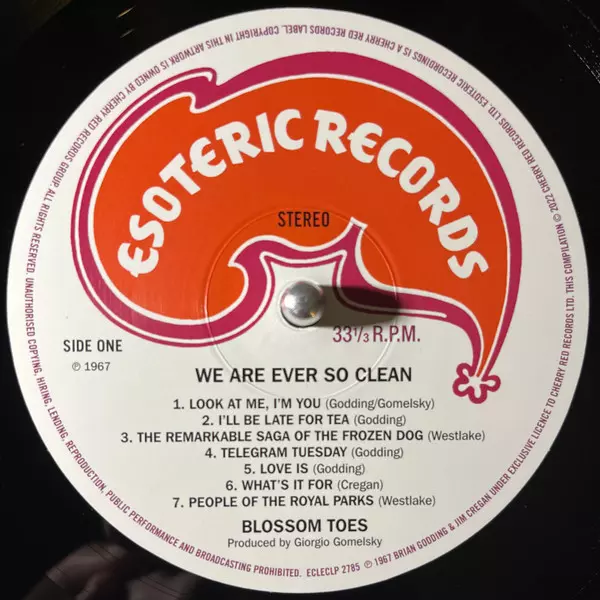 ESOTERIC RECORDS
STEREO
33⅓ R.P.M.
SIDE ONE
℗ 1967
WE ARE EVER SO CLEAN
1. LOOK AT ME, I'M YOU (Godding/Gomelsky)
2. I'LL BE LATE FOR TEA (Godding)
3. THE REMARKABLE SAGA OF THE FROZEN DOG (Westlake)
4. TELEGRAM TUESDAY (Godding)
5. LOVE IS (Godding)
6. WHAT'S IT FOR (Cregan)
7. PEOPLE OF THE ROYAL PARKS (Westlake)
BLOSSOM TOES
Produced by Giorgio Gomelsky
℗ 1967 BRIAN GODDING & JIM CREGAN UNDER EXCLUSIVE LICENCE TO CHERRY RED RECORDS LTD. THIS COMPILATION © 2022 CHERRY RED RECORDS LTD. ESOTERIC RECORDINGS IS A CHERRY RED RECORDS LABEL. COPYRIGHT IN THIS ARTWORK IS OWNED BY CHERRY RED RECORDS GROUP. ALL RIGHTS RESERVED. UNAUTHORISED COPYING, HIRING, LENDING, REPRODUCTION, PUBLIC PERFORMANCE AND BROADCASTING PROHIBITED. ECLECLP 2785